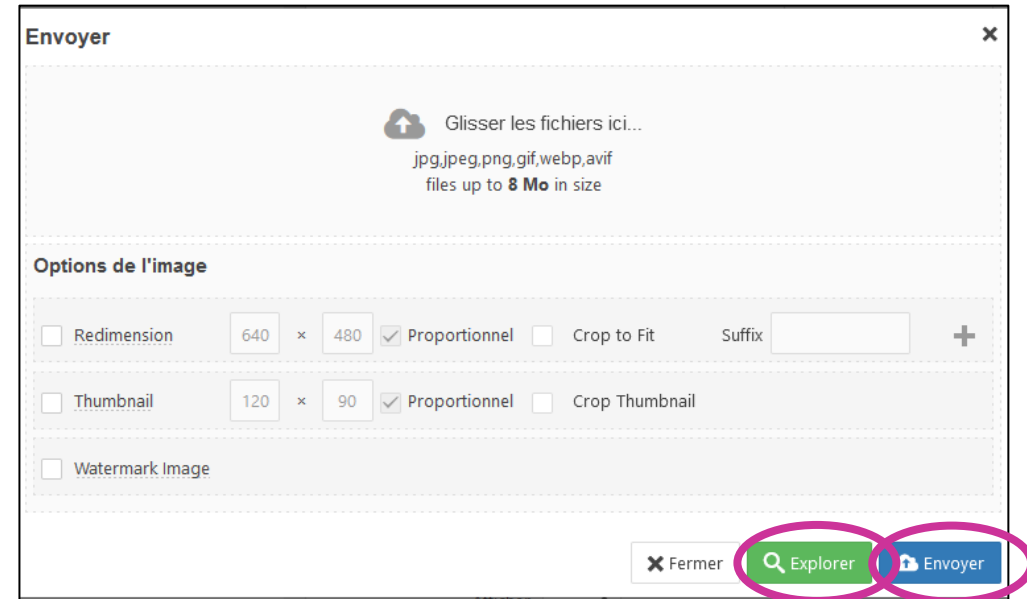 Envoyer
Glisser les fichiers ici...
jpg,jpeg,png,gif,webp,avif
files up to 8 Mo in size
Options de l'image
Redimension 640 × 480 Proportionnel Crop to Fit Suffix
Thumbnail 120 × 90 Proportionnel Crop Thumbnail
Watermark Image
Fermer Explorer Envoyer